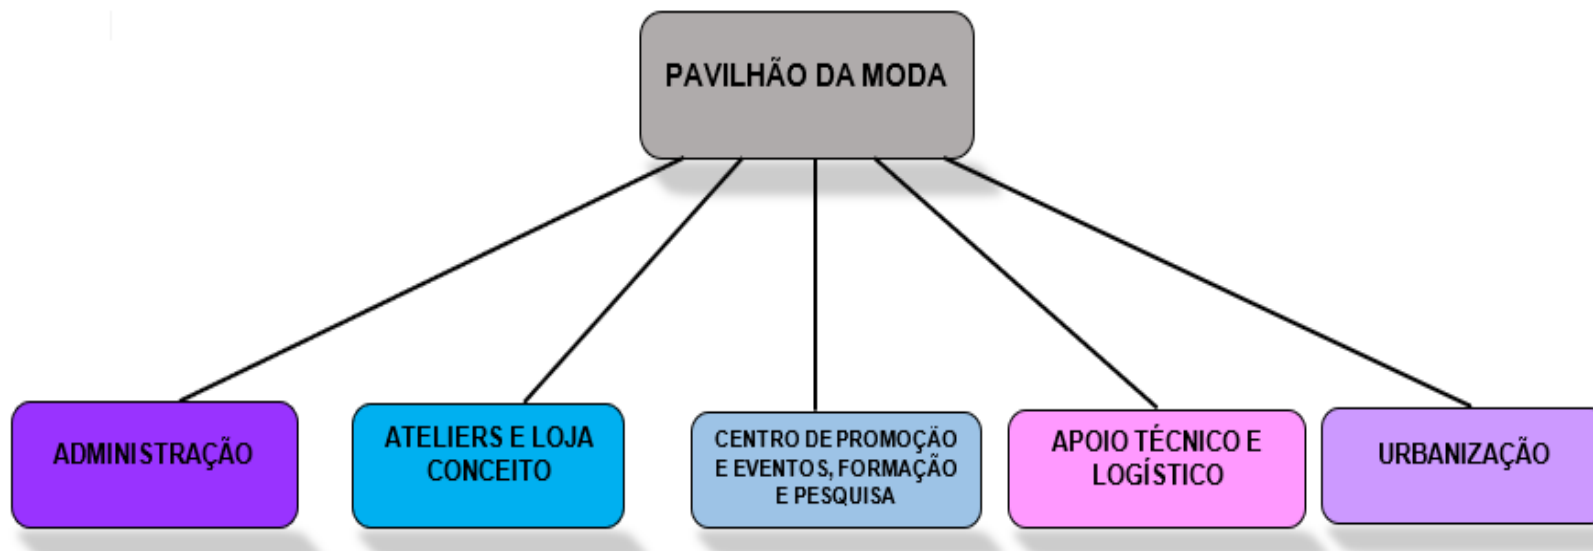 PAVILHÃO DA MODA
ADMINISTRAÇÃO
ATELIERS E LOJA
CONCEITO
CENTRO DE PROMOÇÃO
E EVENTOS, FORMAÇÃO
E PESQUISA
APOIO TÉCNICO E
LOGÍSTICO
URBANIZAÇÃO